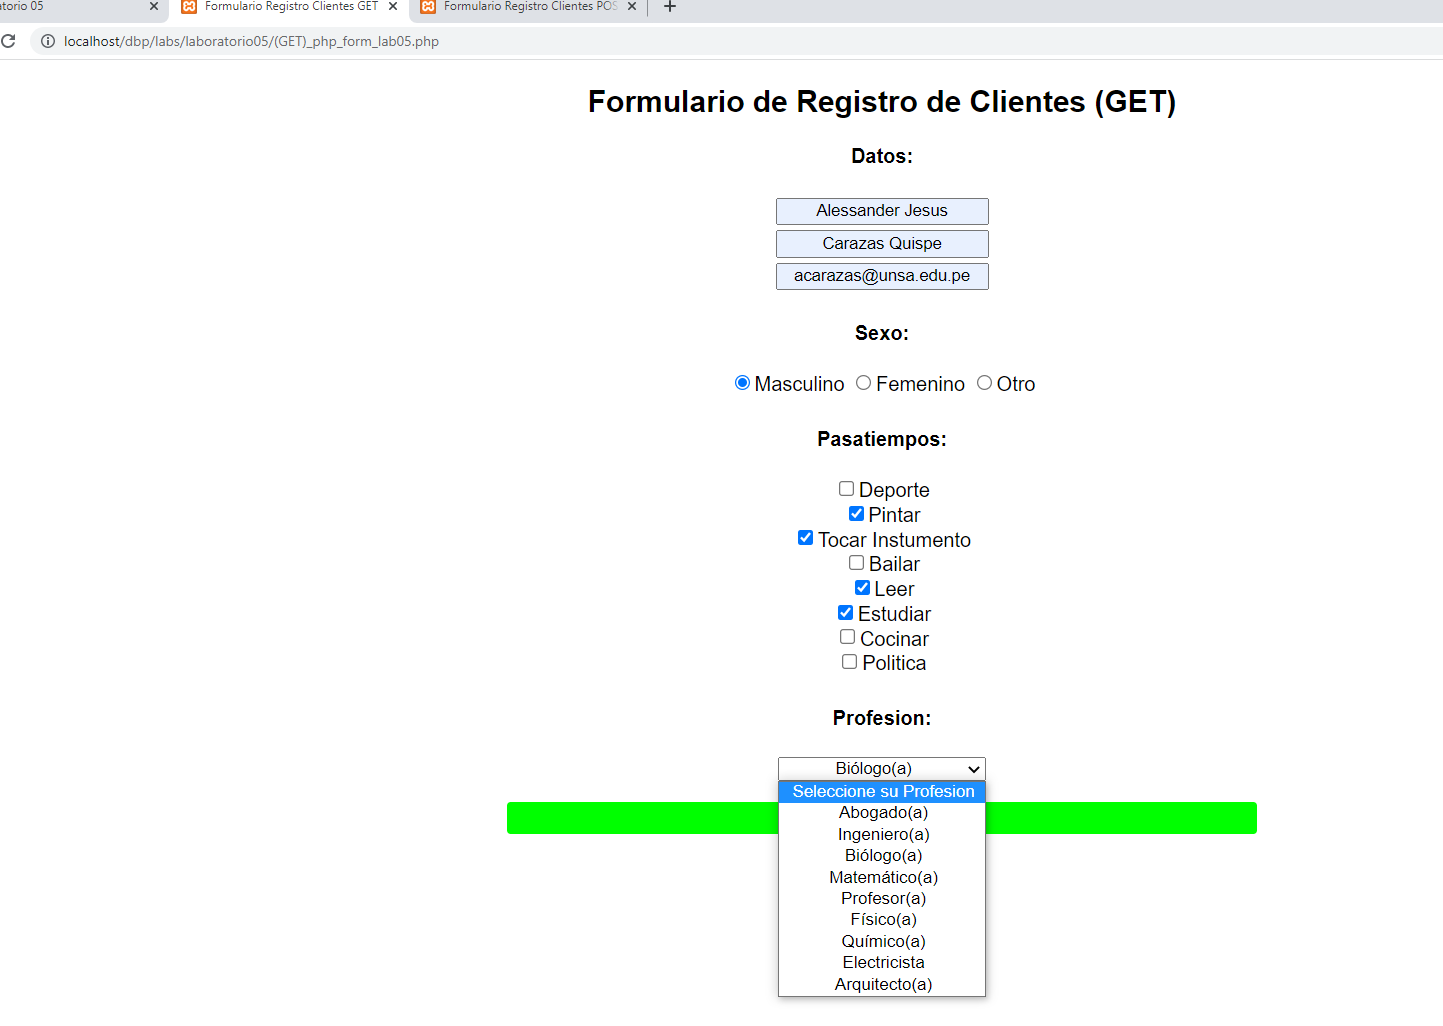 atorio 05
Formulario Registro Clientes GET
Formulario Registro Clientes POS
localhost/dbp/labs/laboratorio05/(GET)_php_form_lab05.php
Formulario de Registro de Clientes (GET)
Datos:
Alessander Jesus
Carazas Quispe
acarazas@unsa.edu.pe
Sexo:
Masculino Femenino Otro
Pasatiempos:
Deporte
Pintar
Tocar Instumento
Bailar
Leer
Estudiar
Cocinar
Politica
Profesion:
Biólogo(a)
Seleccione su Profesion
Abogado(a)
Ingeniero(a)
Biólogo(a)
Matemático(a)
Profesor(a)
Físico(a)
Químico(a)
Electricista
Arquitecto(a)